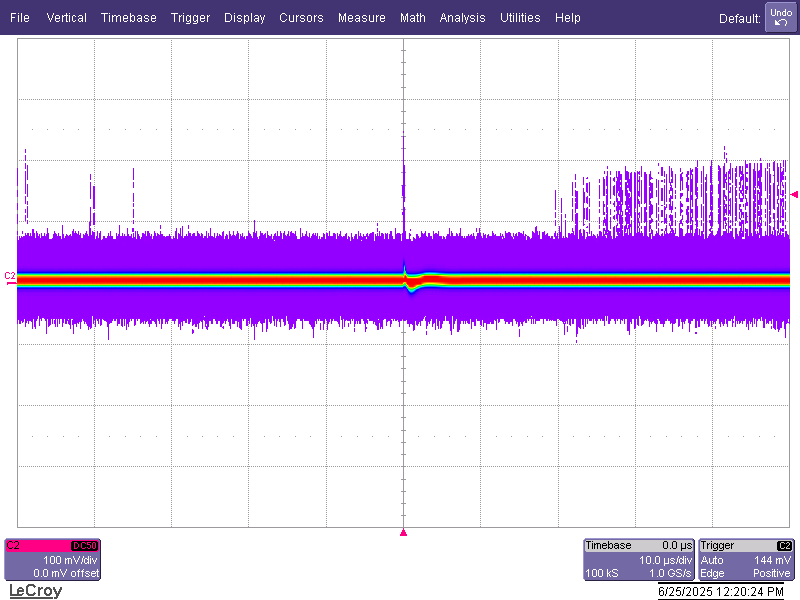 File Vertical Timebase Trigger Display Cursors Measure Math Analysis Utilities Help Default: Undo
C2
C2 DC50
100 mV/div
0.0 mV offset
Timebase 0.0 µs
10.0 µs/div
100 kS 1.0 GS/s
Trigger C2
Auto 144 mV
Edge Positive
LeCroy
6/25/2025 12:20:24 PM